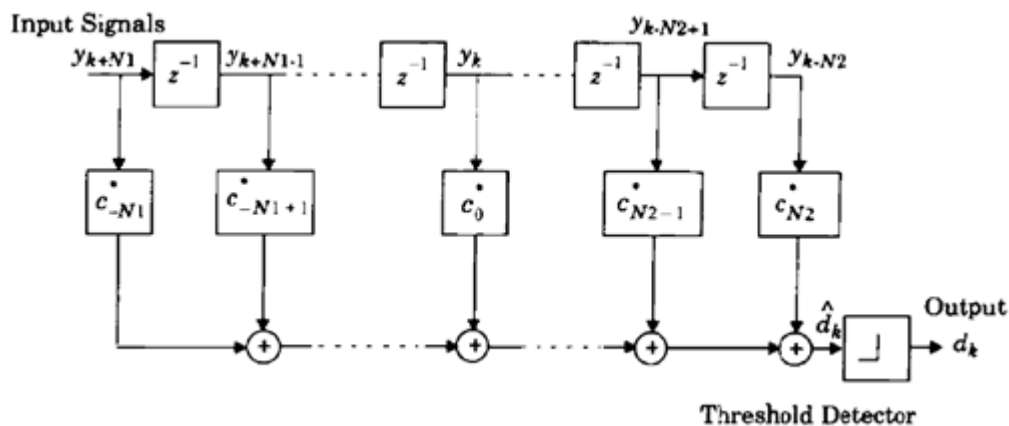 Input Signals
y_{k+N1} z^{-1} y_{k+N1-1} z^{-1} y_k z^{-1} y_{k-N2+1} z^{-1} y_{k-N2}
c^*_{-N1} c^*_{-N1+1} c^*_0 c^*_{N2-1} c^*_{N2}
+ + + + \hat{d}_k Output
d_k
Threshold Detector